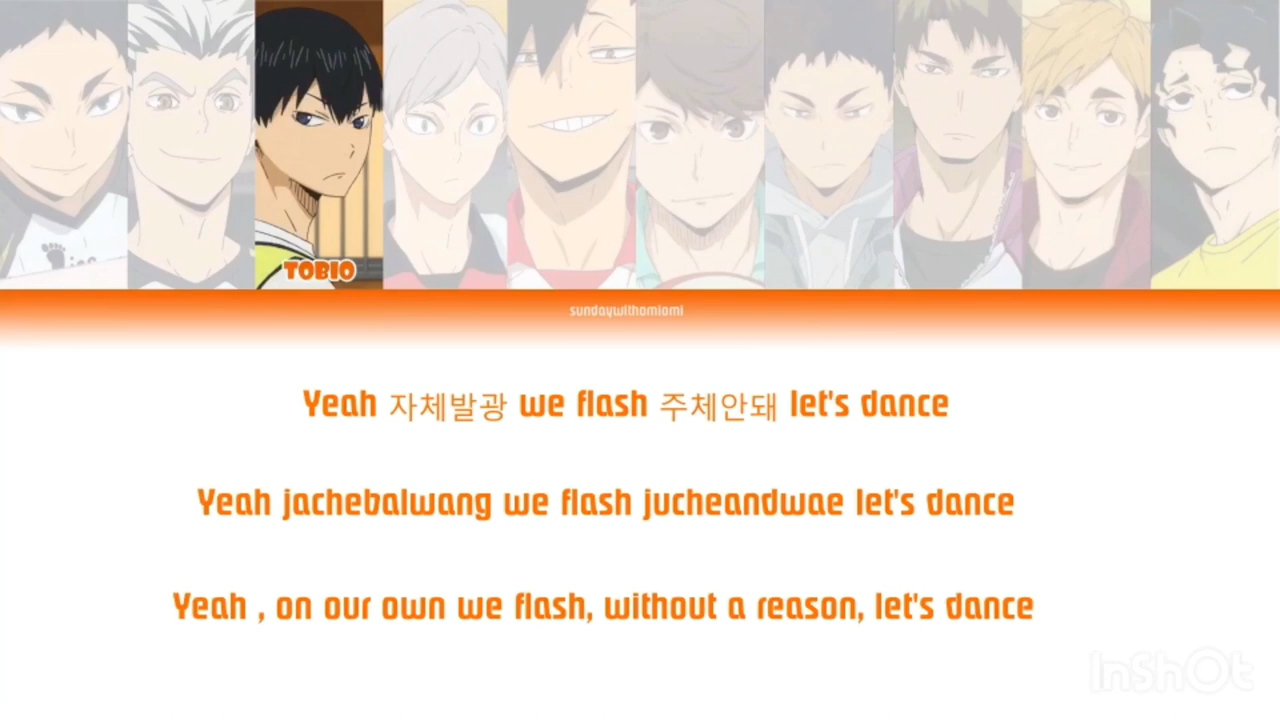 TOBIO
sundaywithomiomi
Yeah 자체발광 we flash 주체안돼 let's dance
Yeah jachebalwang we flash jucheandwae let's dance
Yeah , on our own we flash, without a reason, let's dance
InShOt